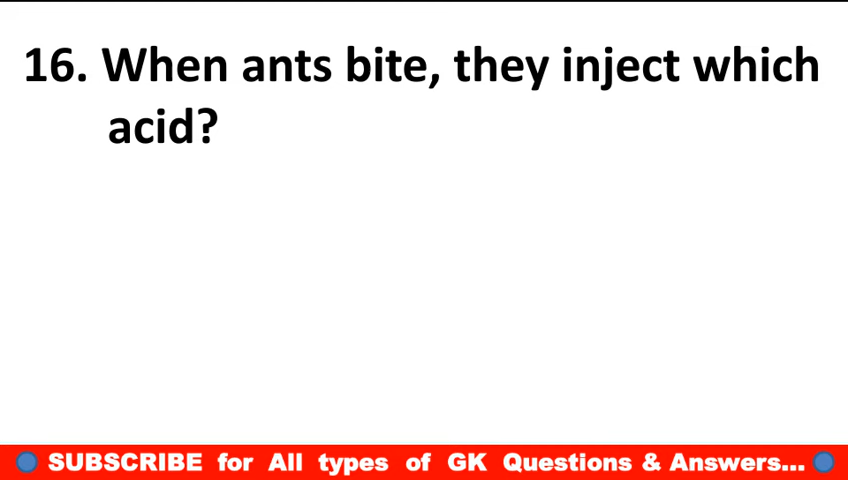 16. When ants bite, they inject which
acid?
SUBSCRIBE for All types of GK Questions & Answers...